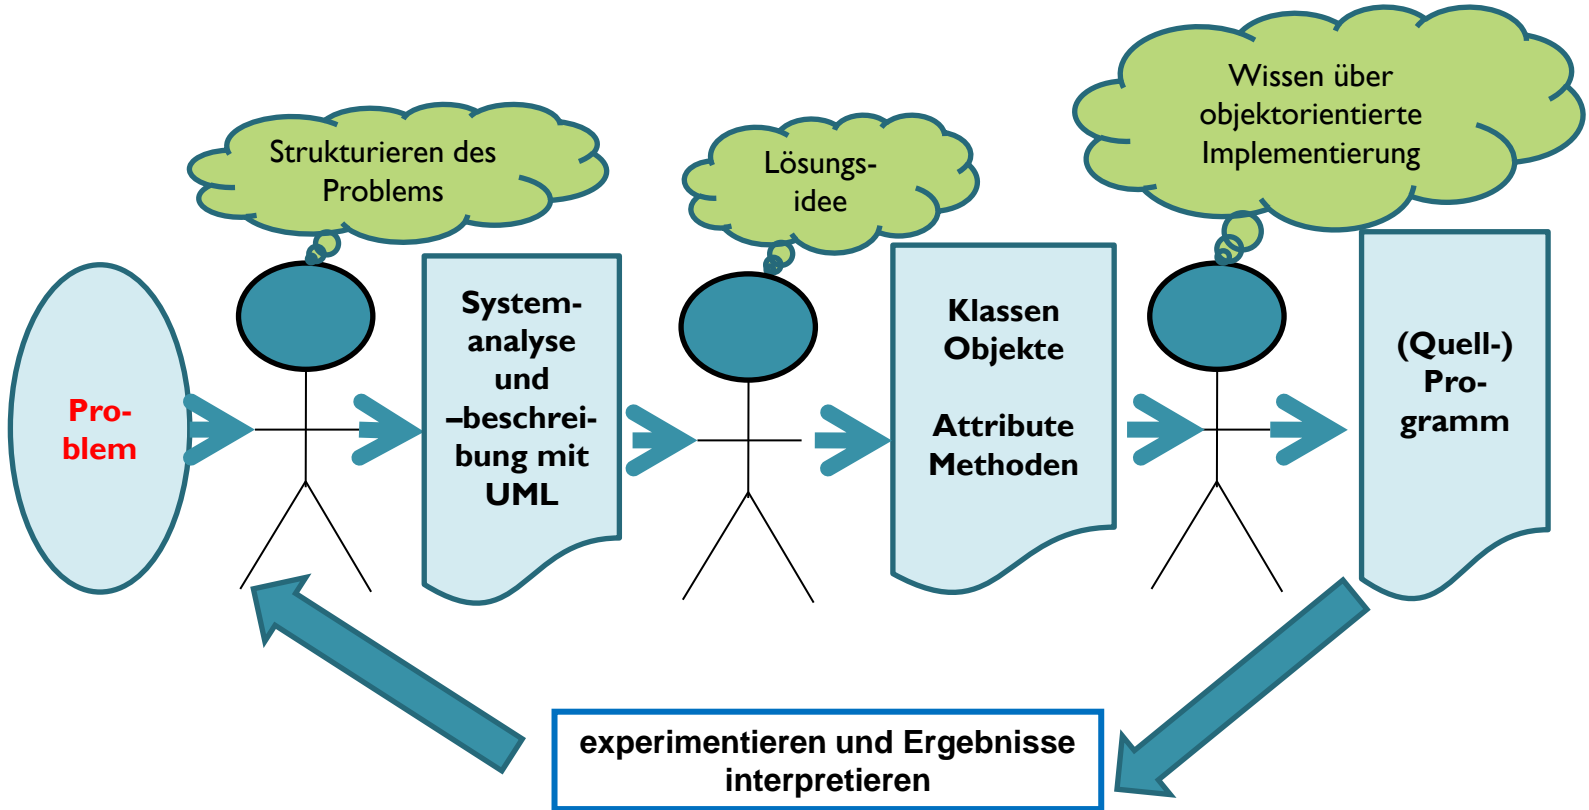 Strukturieren des
Problems
Lösungs-
idee
Wissen über
objektorientierte
Implementierung
Pro-
blem
System-
analyse
und
–beschrei-
bung mit
UML
Klassen
Objekte
Attribute
Methoden
(Quell-)
Pro-
gramm
experimentieren und Ergebnisse
interpretieren